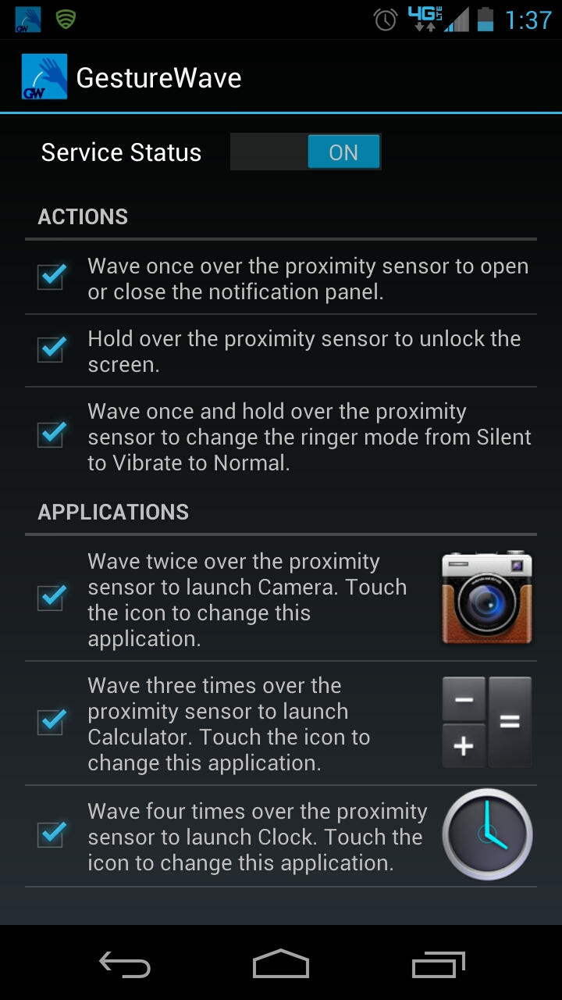 4G LTE 1:37
GW GestureWave
Service Status ON
ACTIONS
Wave once over the proximity sensor to open
or close the notification panel.
Hold over the proximity sensor to unlock the
screen.
Wave once and hold over the proximity
sensor to change the ringer mode from Silent
to Vibrate to Normal.
APPLICATIONS
Wave twice over the proximity
sensor to launch Camera. Touch
the icon to change this
application.
Wave three times over the
proximity sensor to launch
Calculator. Touch the icon to
change this application.
Wave four times over the proximity
sensor to launch Clock. Touch the
icon to change this application.